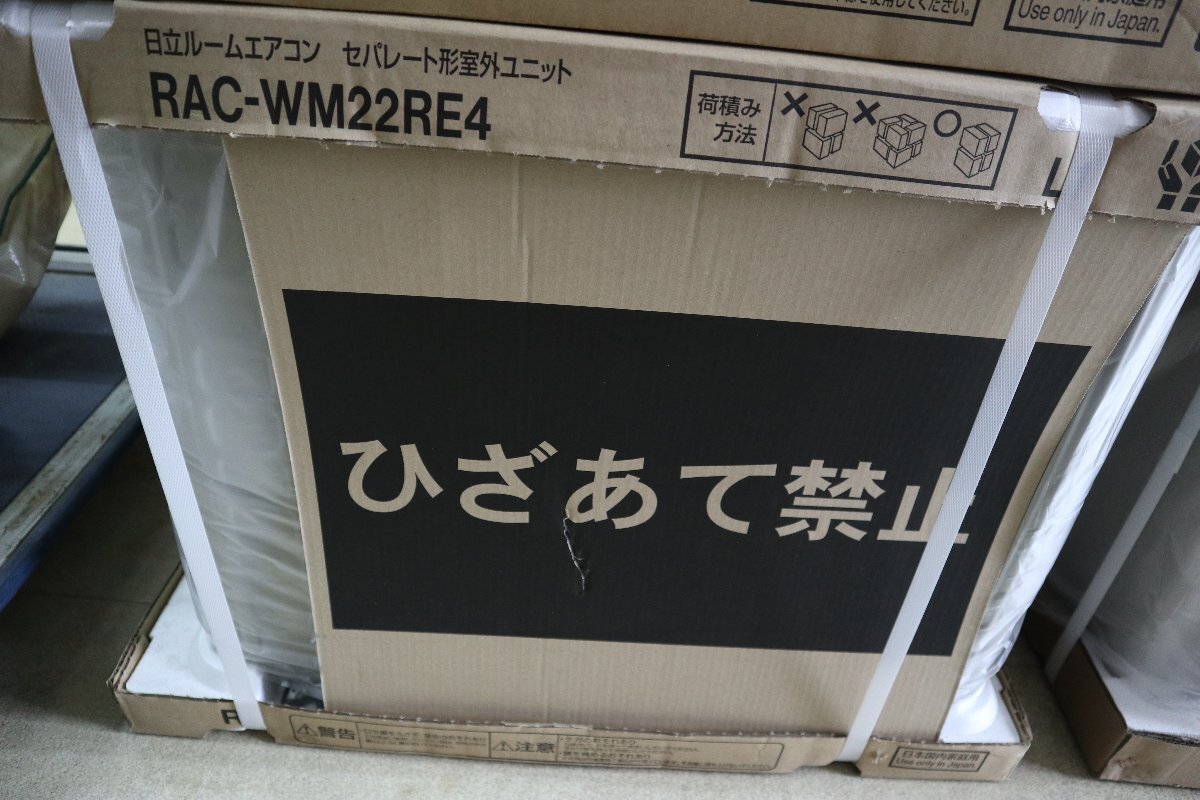 使用してください。
Use only in Japan.
日立ルームエアコン セパレート形室外ユニット
RAC-WM22RE4
荷積み
方法
ひざあて禁止
警告
注意
日本国内家庭用
Use only in Japan.